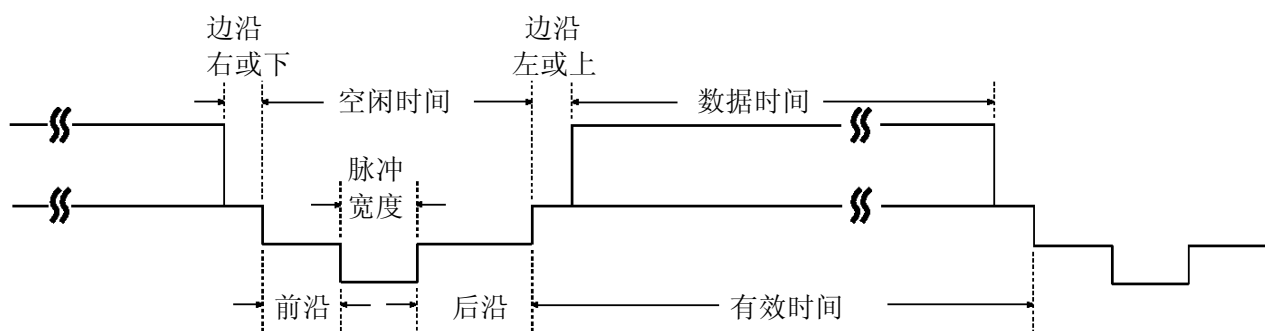 边沿
右或下
边沿
左或上
空闲时间
数据时间
脉冲
宽度
前沿
后沿
有效时间